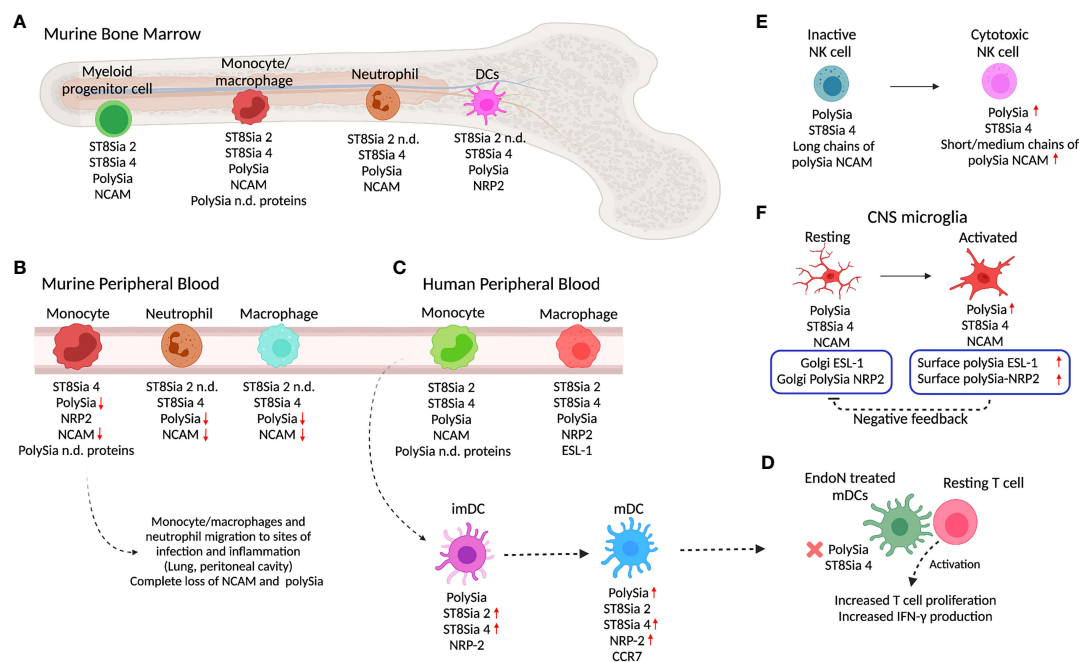 A
Murine Bone Marrow
Myeloid
progenitor cell
ST8Sia 2
ST8Sia 4
PolySia
NCAM
Monocyte/
macrophage
ST8Sia 2
ST8Sia 4
PolySia
NCAM
PolySia n.d. proteins
Neutrophil
ST8Sia 2 n.d.
ST8Sia 4
PolySia
NCAM
DCs
ST8Sia 2 n.d.
ST8Sia 4
PolySia
NRP2
B
Murine Peripheral Blood
Monocyte
ST8Sia 4
PolySia ↓
NRP2
NCAM ↓
PolySia n.d. proteins
Neutrophil
ST8Sia 2 n.d.
ST8Sia 4
PolySia ↓
NCAM ↓
Macrophage
ST8Sia 2 n.d.
ST8Sia 4
PolySia ↓
NCAM ↓
Monocyte/macrophages and
neutrophil migration to sites of
infection and inflammation
(Lung, peritoneal cavity)
Complete loss of NCAM and polySia
C
Human Peripheral Blood
Monocyte
ST8Sia 2
ST8Sia 4
PolySia
NCAM
PolySia n.d. proteins
Macrophage
ST8Sia 2
ST8Sia 4
PolySia
NRP2
ESL-1
imDC
PolySia
ST8Sia 2 ↑
ST8Sia 4 ↑
NRP-2
mDC
PolySia ↑
ST8Sia 2
ST8Sia 4 ↑
NRP-2 ↑
CCR7
D
EndoN treated
mDCs
Resting T cell
PolySia
ST8Sia 4
Activation
Increased T cell proliferation
Increased IFN-γ production
E
Inactive
NK cell
PolySia
ST8Sia 4
Long chains of
polySia NCAM
Cytotoxic
NK cell
PolySia ↑
ST8Sia 4
Short/medium chains of
polySia NCAM ↑
F
CNS microglia
Resting
PolySia
ST8Sia 4
NCAM
Golgi ESL-1
Golgi PolySia NRP2
Activated
PolySia ↑
ST8Sia 4
NCAM
Surface polySia ESL-1 ↑
Surface polySia-NRP2 ↑
Negative feedback